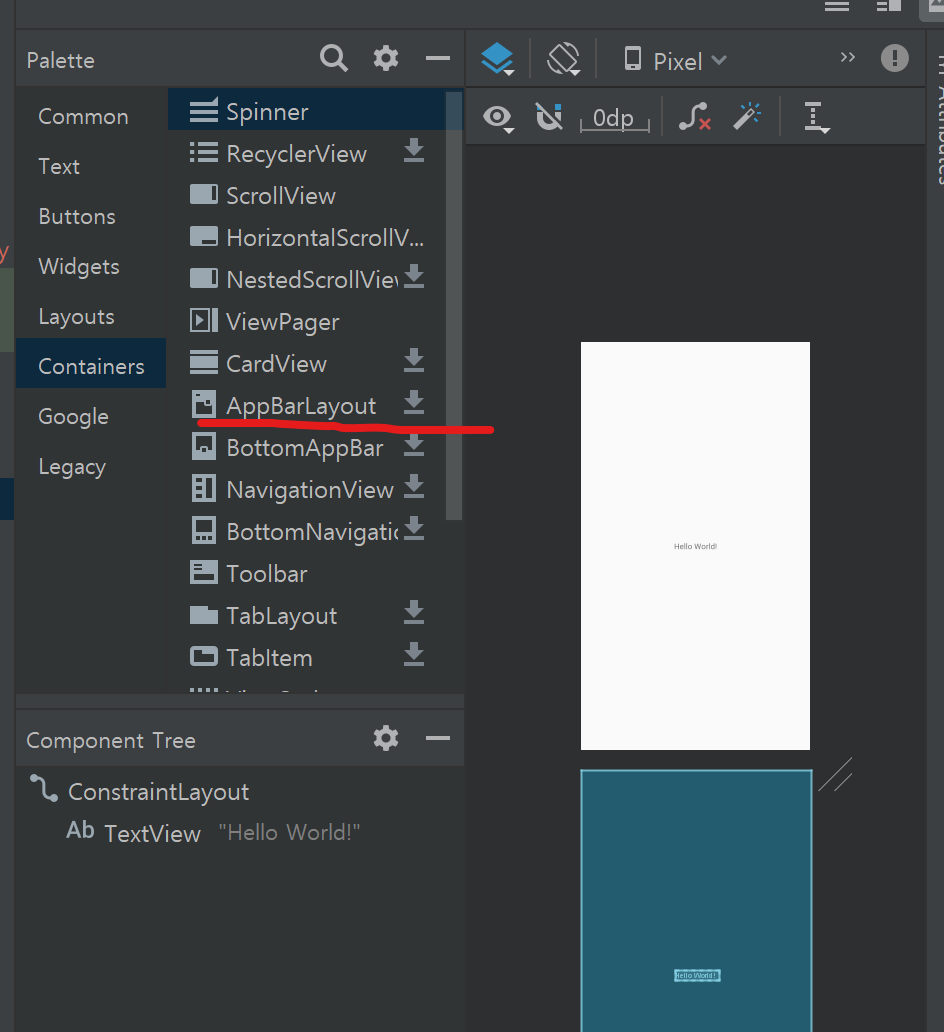 Palette
Pixel
0dp
Common
Text
Buttons
Widgets
Layouts
Containers
Google
Legacy
Spinner
RecyclerView
ScrollView
HorizontalScrollV...
NestedScrollView
ViewPager
CardView
AppBarLayout
BottomAppBar
NavigationView
BottomNavigatio
Toolbar
TabLayout
TabItem
Attributes
y
Hello World!
Component Tree
ConstraintLayout
Ab TextView "Hello World!"
Hello World!